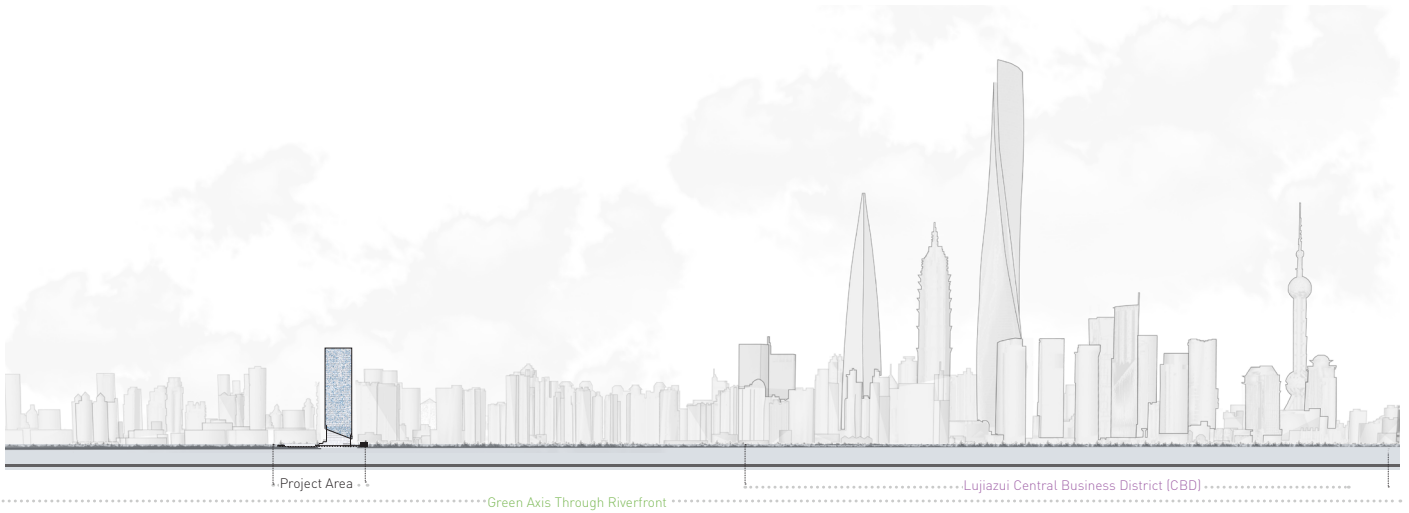 Project Area
Lujiazui Central Business District (CBD)
Green Axis Through Riverfront